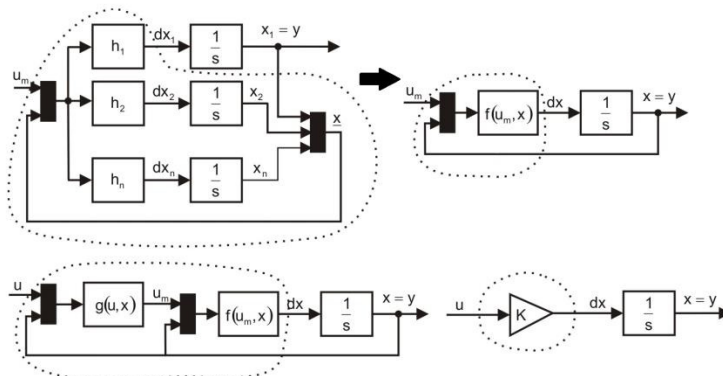 u_m
h_1
dx_1
1/s
x_1 = y
h_2
dx_2
1/s
x_2
x
h_n
dx_n
1/s
x_n
u_m
f(u_m,x)
dx
1/s
x = y
u
g(u,x)
u_m
f(u_m,x)
dx
1/s
x = y
u
K
dx
1/s
x = y